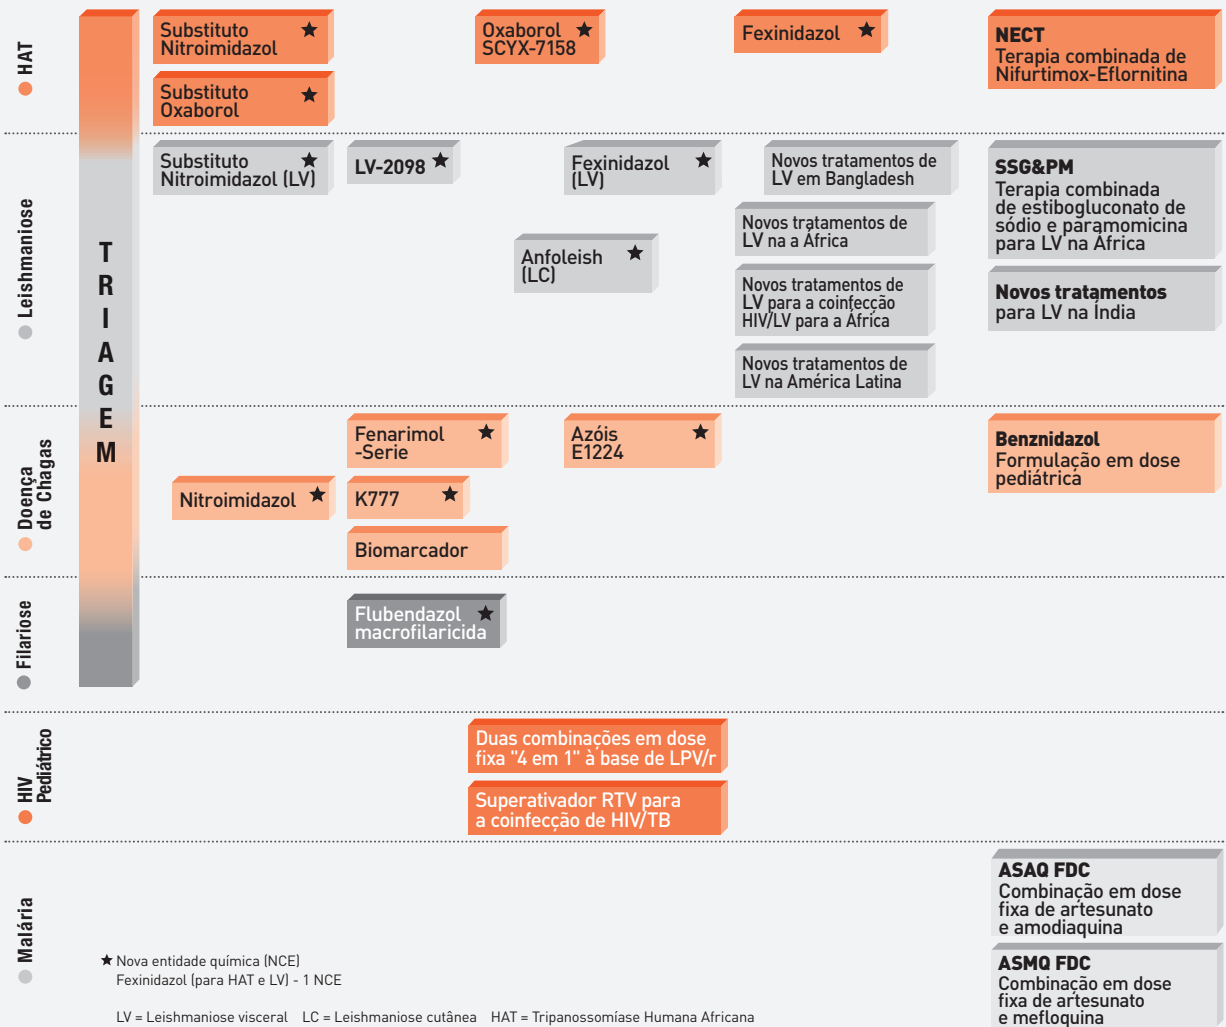 HAT
Substituto ★
Nitroimidazol
Oxaborol ★
SCYX-7158
Fexinidazol ★
NECT
Terapia combinada de
Nifurtimox-Eflornitina
Substituto ★
Oxaborol
TRIAGEM
Leishmaniose
Substituto ★
Nitroimidazol (LV)
LV-2098 ★
Fexinidazol ★
(LV)
Novos tratamentos de
LV em Bangladesh
SSG&PM
Terapia combinada
de estibogluconato de
sódio e paramomicina
para LV na África
Novos tratamentos de
LV na a África
Anfoleish ★
(LC)
Novos tratamentos de
LV para a coinfecção
HIV/LV para a África
Novos tratamentos
para LV na Índia
Novos tratamentos de
LV na América Latina
Doença
de Chagas
Fenarimol ★
-Serie
Azóis ★
E1224
Benznidazol
Formulação em dose
pediátrica
Nitroimidazol ★
K777 ★
Biomarcador
Filariose
Flubendazol ★
macrofilaricida
HIV
Pediátrico
Duas combinações em dose
fixa "4 em 1" à base de LPV/r
Superativador RTV para
a coinfecção de HIV/TB
Malária
ASAQ FDC
Combinação em dose
fixa de artesunato
e amodiaquina
ASMQ FDC
Combinação em dose
fixa de artesunato
e mefloquina
★ Nova entidade química (NCE)
Fexinidazol (para HAT e LV) - 1 NCE
LV = Leishmaniose visceral LC = Leishmaniose cutânea HAT = Tripanossomíase Humana Africana